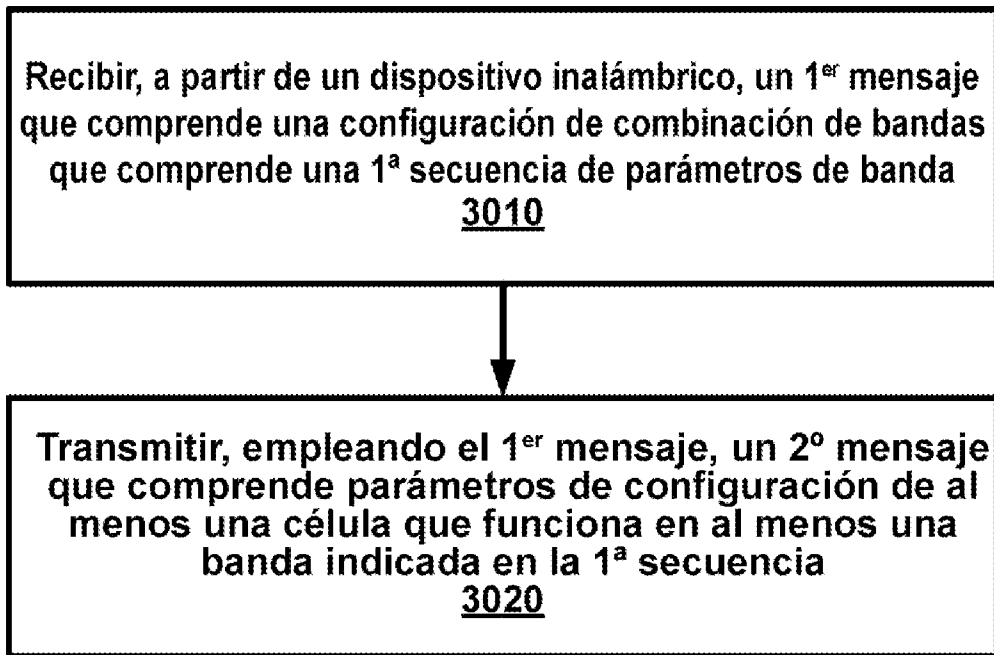 Recibir, a partir de un dispositivo inalámbrico, un 1er mensaje
que comprende una configuración de combinación de bandas
que comprende una 1ª secuencia de parámetros de banda
3010
Transmitir, empleando el 1er mensaje, un 2º mensaje
que comprende parámetros de configuración de al
menos una célula que funciona en al menos una
banda indicada en la 1ª secuencia
3020